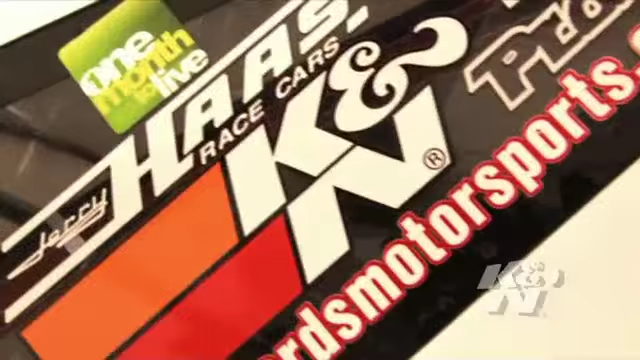 one
month
to live
Jerry
HAAS
RACE CARS
K&N®
rdsmotorsports.
K&N